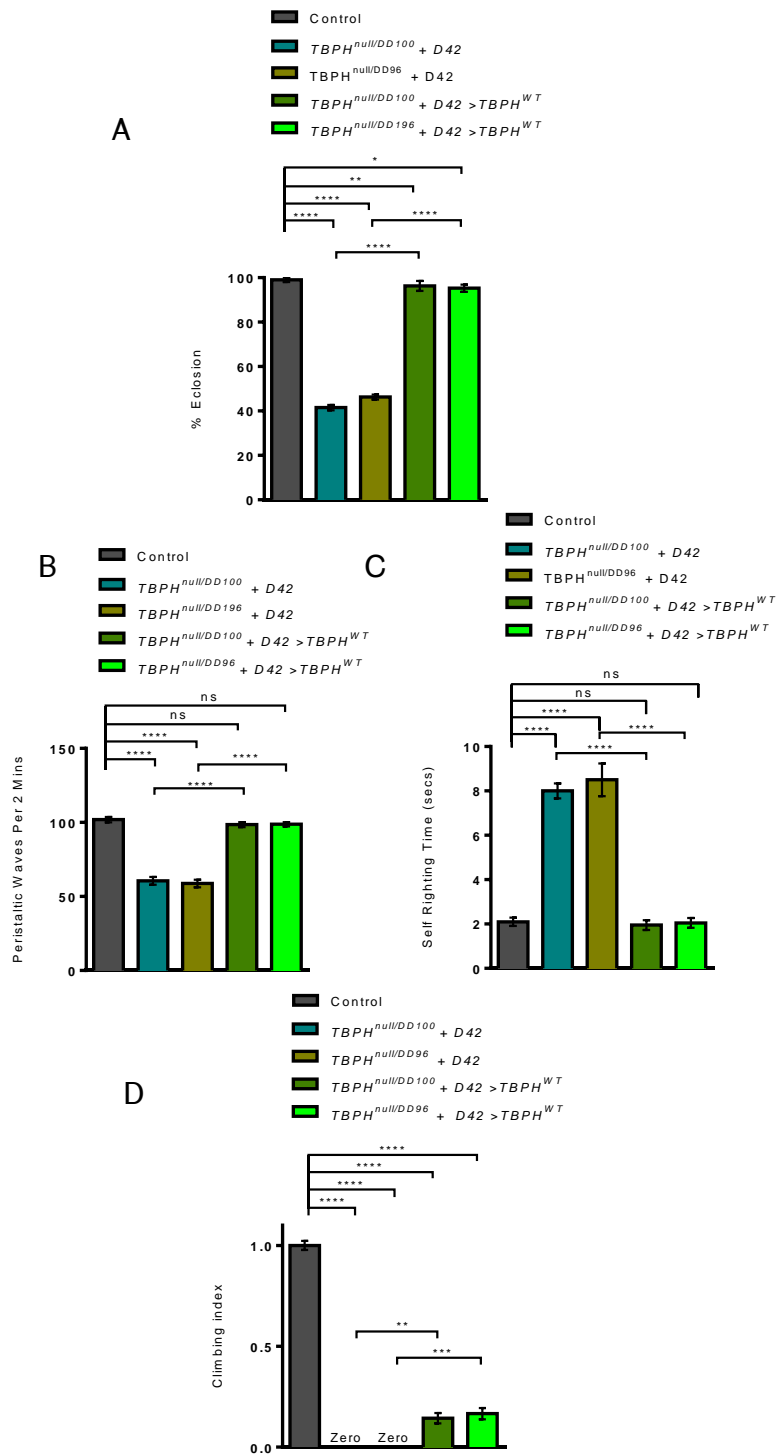 Control
TBPH^null/DD100 + D42
TBPH^null/DD96 + D42
TBPH^null/DD100 + D42 >TBPH^WT
TBPH^null/DD196 + D42 >TBPH^WT
A
*
**
****
**** ****
****
% Eclosion
100
80
60
40
20
0
B
Control
TBPH^null/DD100 + D42
TBPH^null/DD196 + D42
TBPH^null/DD100 + D42 >TBPH^WT
TBPH^null/DD96 + D42 >TBPH^WT
ns
ns
****
**** ****
****
Peristaltic Waves Per 2 Mins
150
100
50
0
C
Control
TBPH^null/DD100 + D42
TBPH^null/DD96 + D42
TBPH^null/DD100 + D42 >TBPH^WT
TBPH^null/DD96 + D42 >TBPH^WT
ns
ns
****
**** ****
****
Self Righting Time (secs)
10
8
6
4
2
0
D
Control
TBPH^null/DD100 + D42
TBPH^null/DD96 + D42
TBPH^null/DD100 + D42 >TBPH^WT
TBPH^null/DD96 + D42 >TBPH^WT
****
****
****
****
**
***
Climbing index
1.0
0.5
0.0
Zero Zero